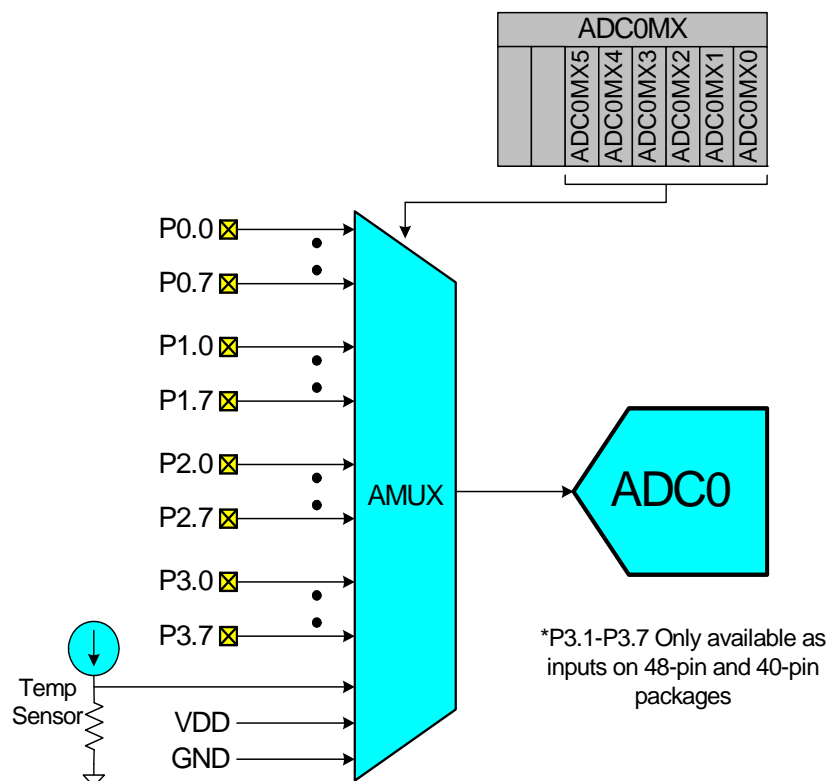 ADC0MX
ADC0MX5
ADC0MX4
ADC0MX3
ADC0MX2
ADC0MX1
ADC0MX0
P0.0
P0.7
P1.0
P1.7
P2.0
P2.7
P3.0
P3.7
AMUX
ADC0
Temp
Sensor
VDD
GND
*P3.1-P3.7 Only available as
inputs on 48-pin and 40-pin
packages